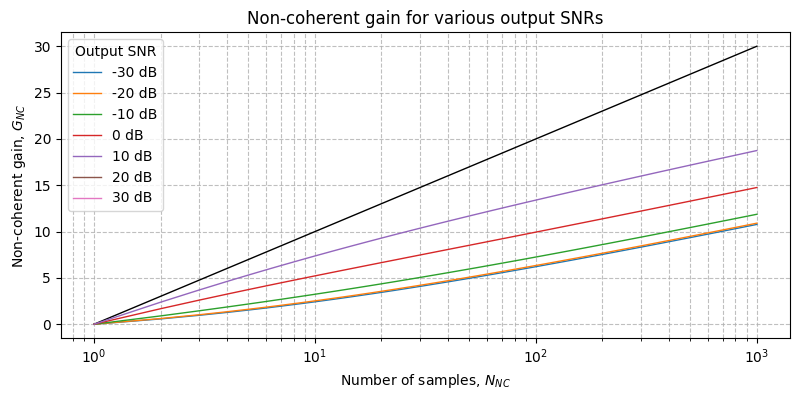 Non-coherent gain for various output SNRs
Non-coherent gain, G_NC
30
25
20
15
10
5
0
Output SNR
-30 dB
-20 dB
-10 dB
0 dB
10 dB
20 dB
30 dB
10^0
10^1
10^2
10^3
Number of samples, N_NC